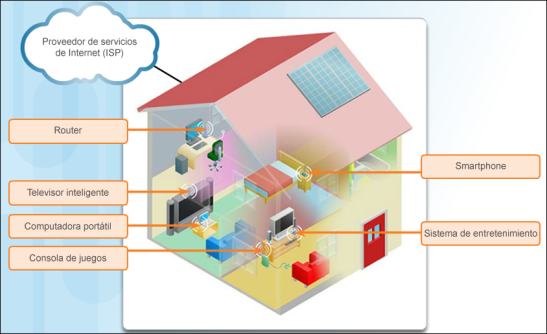 Proveedor de servicios
de Internet (ISP)
Router
Smartphone
Televisor inteligente
Computadora portátil
Sistema de entretenimiento
Consola de juegos